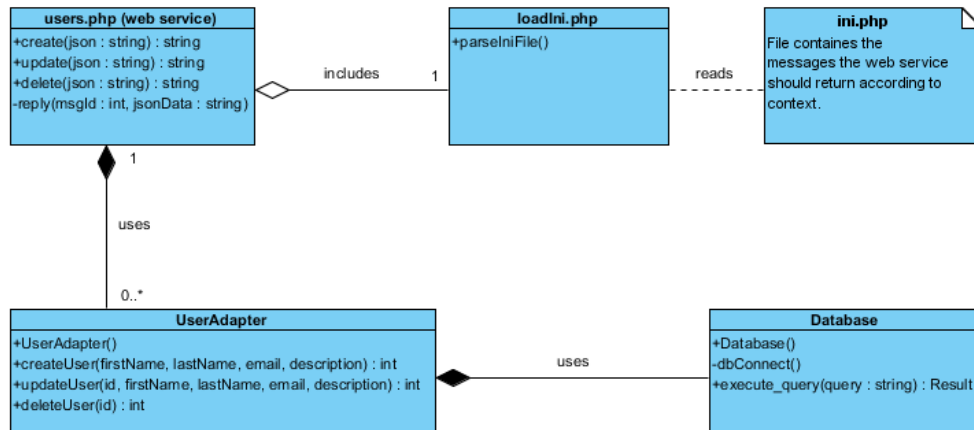 users.php (web service)
+create(json : string) : string
+update(json : string) : string
+delete(json : string) : string
-reply(msgId : int, jsonData : string)
includes
1
loadIni.php
+parseIniFile()
reads
ini.php
File containes the
messages the web service
should return according to
context.
1
uses
0..*
UserAdapter
+UserAdapter()
+createUser(firstName, lastName, email, description) : int
+updateUser(id, firstName, lastName, email, description) : int
+deleteUser(id) : int
uses
Database
+Database()
-dbConnect()
+execute_query(query : string) : Result